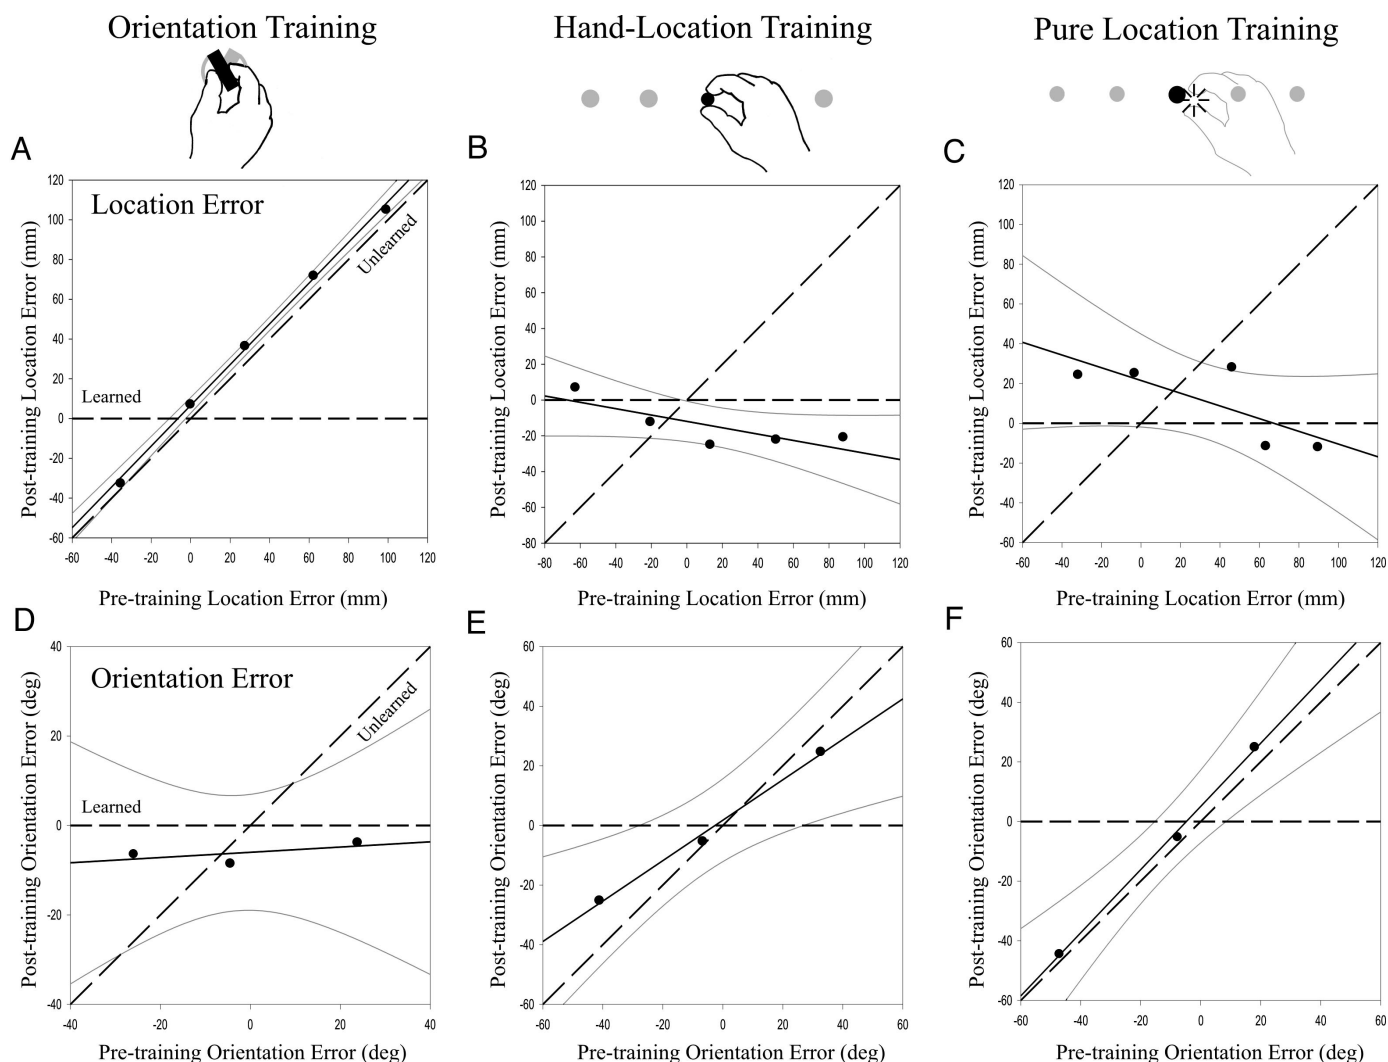 Orientation Training
Hand-Location Training
Pure Location Training
A
B
C
Location Error
Learned
Unlearned
Post-training Location Error (mm)
120
100
80
60
40
20
0
-20
-40
-60
-60 -40 -20 0 20 40 60 80 100 120
Pre-training Location Error (mm)
Post-training Location Error (mm)
120
100
80
60
40
20
0
-20
-40
-60
-80
-80 -60 -40 -20 0 20 40 60 80 100 120
Pre-training Location Error (mm)
Post-training Location Error (mm)
120
100
80
60
40
20
0
-20
-40
-60
-60 -40 -20 0 20 40 60 80 100 120
Pre-training Location Error (mm)
D
E
F
Orientation Error
Learned
Unlearned
Post-training Orientation Error (deg)
40
20
0
-20
-40
-40 -20 0 20 40
Pre-training Orientation Error (deg)
Post-training Orientation Error (deg)
60
40
20
0
-20
-40
-60
-60 -40 -20 0 20 40 60
Pre-training Orientation Error (deg)
Post-training Orientation Error (deg)
60
40
20
0
-20
-40
-60
-60 -40 -20 0 20 40 60
Pre-training Orientation Error (deg)